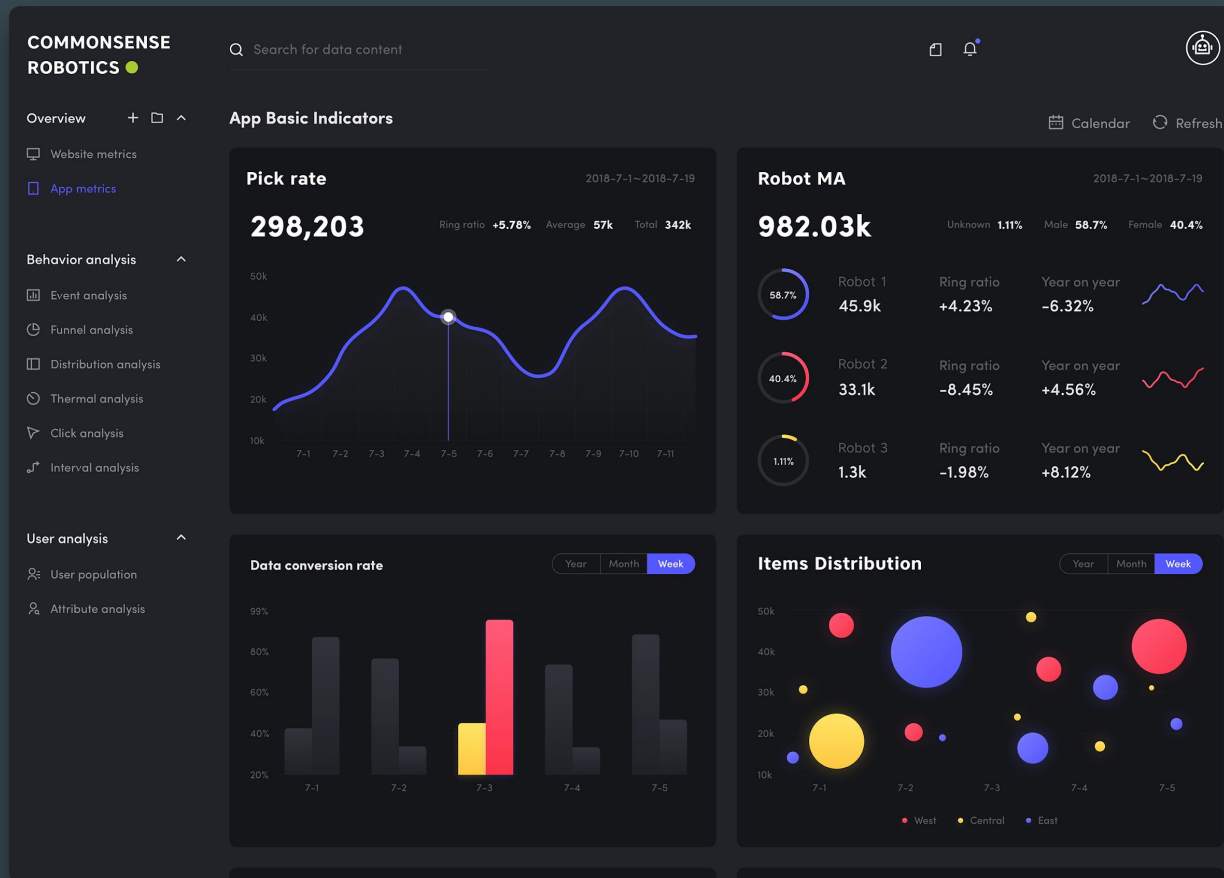 COMMONSENSE
ROBOTICS
Search for data content
Overview
Website metrics
App metrics
Behavior analysis
Event analysis
Funnel analysis
Distribution analysis
Thermal analysis
Click analysis
Interval analysis
User analysis
User population
Attribute analysis
App Basic Indicators
Calendar Refresh
Pick rate 2018-7-1~2018-7-19
298,203 Ring ratio +5.78% Average 57k Total 342k
50k
40k
30k
20k
10k
7-1 7-2 7-3 7-4 7-5 7-6 7-7 7-8 7-9 7-10 7-11
Robot MA 2018-7-1~2018-7-19
982.03k Unknown 1.11% Male 58.7% Female 40.4%
58.7%
Robot 1 Ring ratio Year on year
45.9k +4.23% -6.32%
40.4%
Robot 2 Ring ratio Year on year
33.1k -8.45% +4.56%
1.11%
Robot 3 Ring ratio Year on year
1.3k -1.98% +8.12%
Data conversion rate Year Month Week
99%
80%
60%
40%
20%
7-1 7-2 7-3 7-4 7-5
Items Distribution Year Month Week
50k
40k
30k
20k
10k
7-1 7-2 7-3 7-4 7-5
West Central East